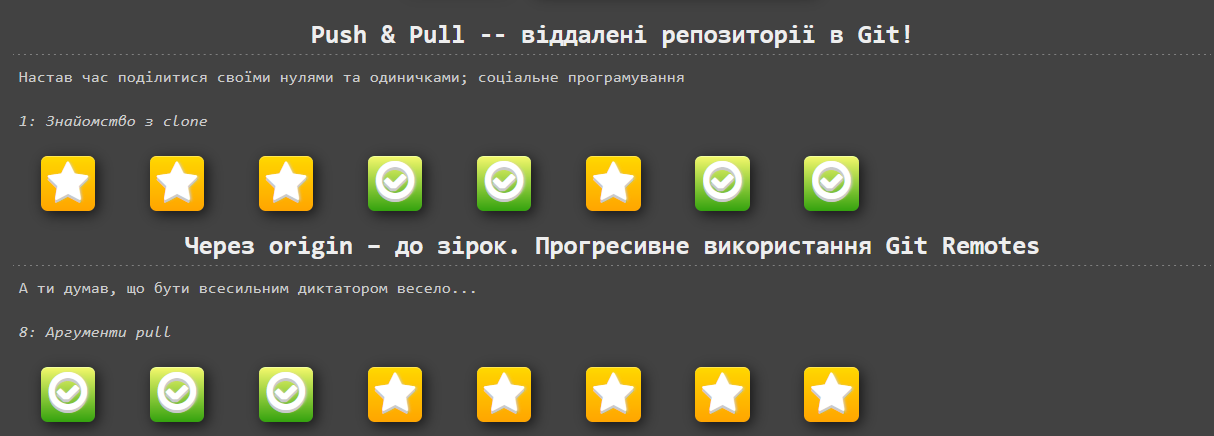 Push & Pull -- віддалені репозиторії в Git!
Настав час поділитися своїми нулями та одиничками; соціальне програмування
1: Знайомство з clone
Через origin – до зірок. Прогресивне використання Git Remotes
А ти думав, що бути всесильним диктатором весело...
8: Аргументи pull